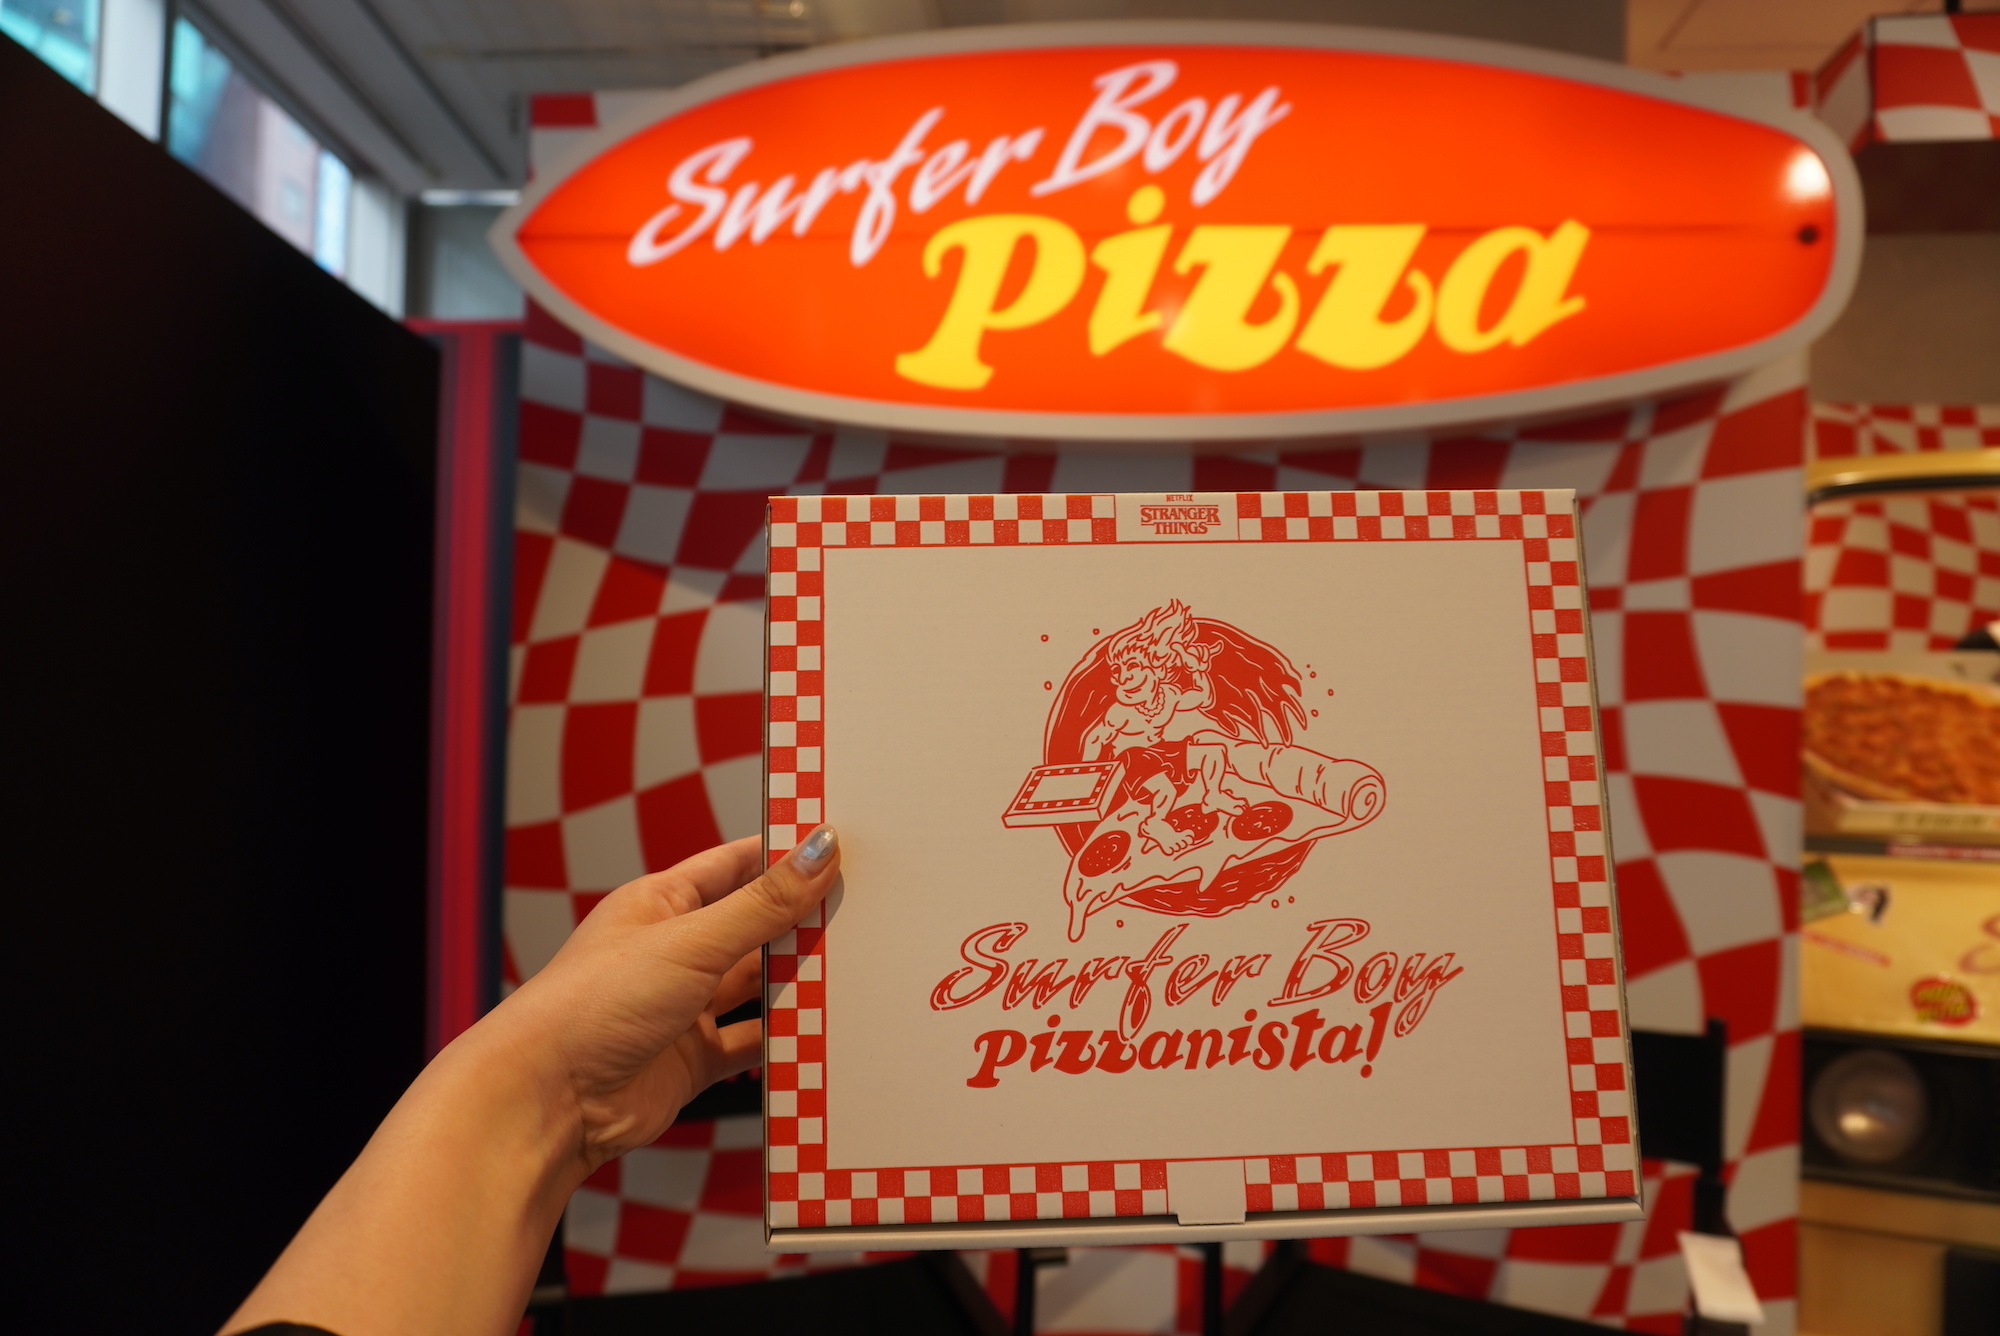 Surfer Boy
Pizza
NETFLIX
STRANGER
THINGS
Surfer Boy
pizzanista!